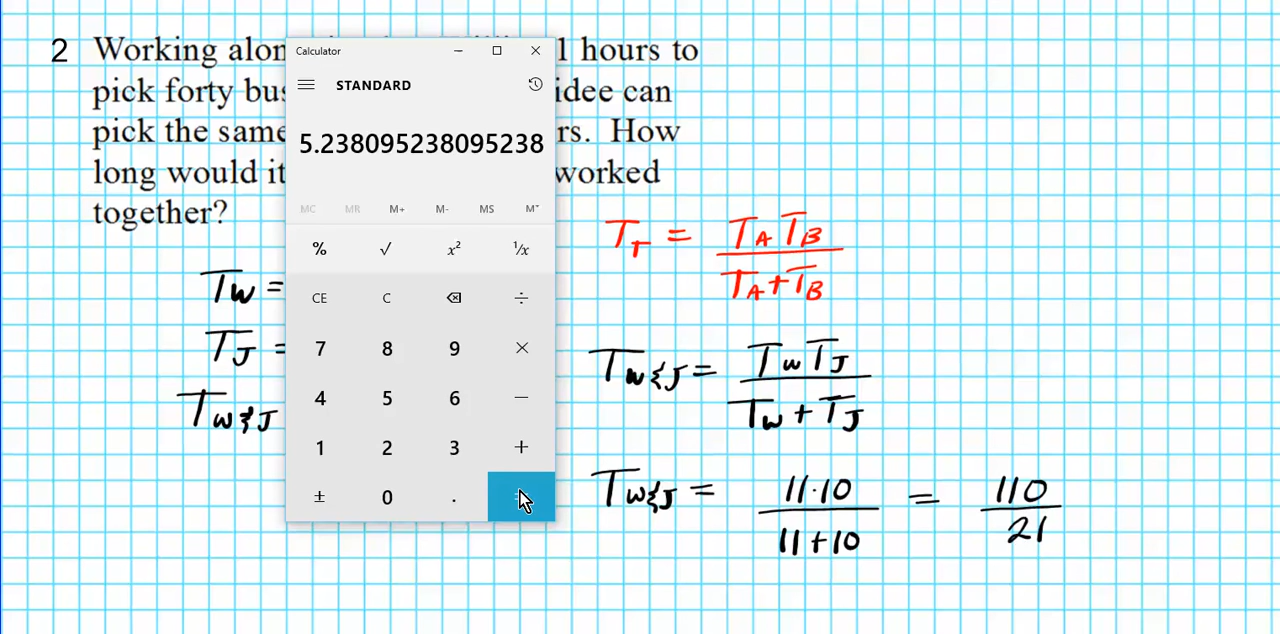 2 Working alon 1 hours to
pick forty bus idee can
pick the same rs. How
long would it worked
together?
Calculator
STANDARD
5.238095238095238
MC MR M+ M- MS M˅
% √ x² ¹/x
CE C ÷
7 8 9 ×
4 5 6 −
1 2 3 +
± 0 . =
T_T = T_A T_B / T_A + T_B
T_W =
T_J =
T_W&J
T_W&J = T_W T_J / T_W + T_J
T_W&J = 11·10 / 11+10 = 110 / 21